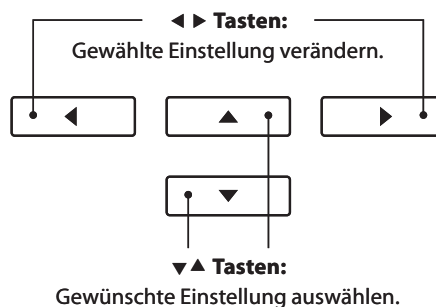 ◀ ▶ Tasten:
Gewählte Einstellung verändern.
▼▲ Tasten:
Gewünschte Einstellung auswählen.